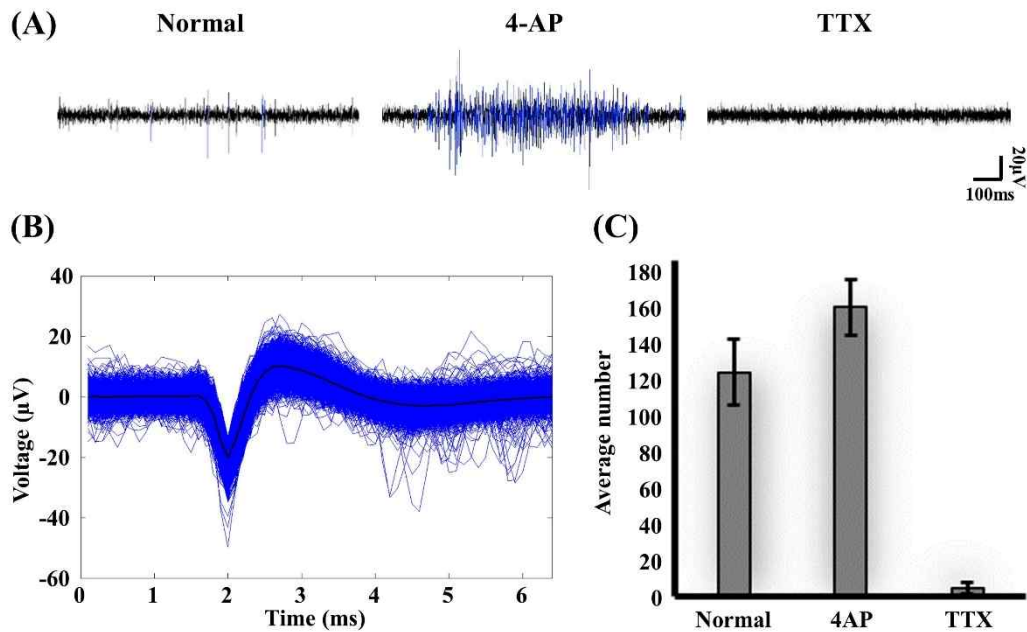 (A) Normal 4-AP TTX
20μV
100ms
(B)
40
20
0
-20
-40
-60
Voltage (μV)
0 1 2 3 4 5 6
Time (ms)
(C)
180
160
140
120
100
80
60
40
20
0
Average number
Normal 4AP TTX